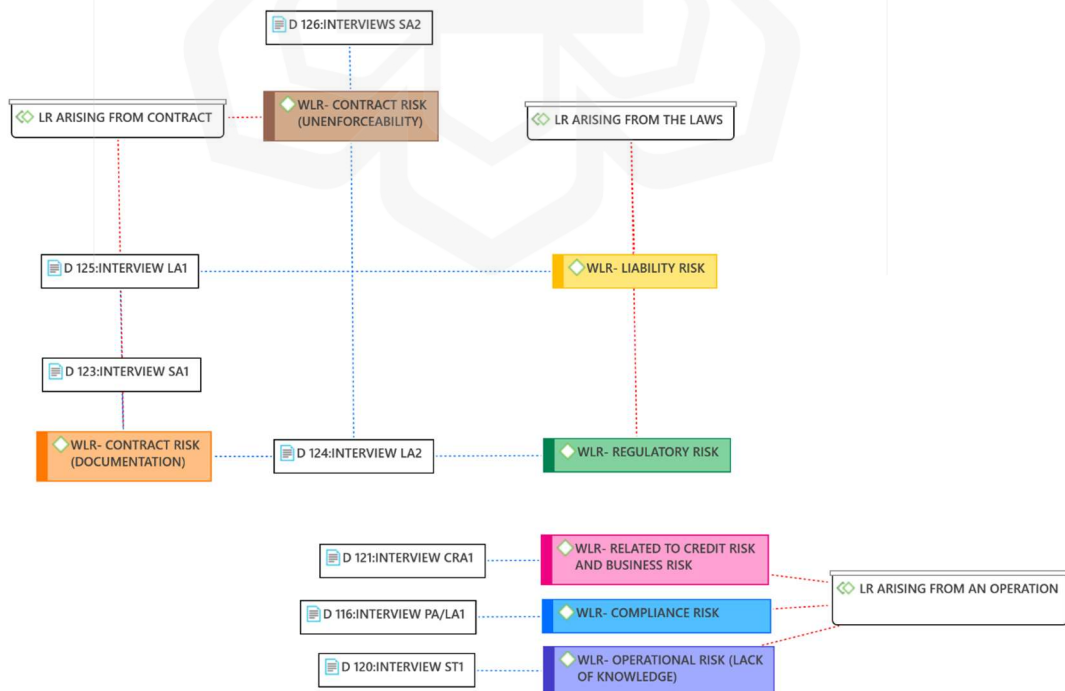 D 126:INTERVIEWS SA2
WLR- CONTRACT RISK
(UNENFORCEABILITY)
LR ARISING FROM CONTRACT
LR ARISING FROM THE LAWS
D 125:INTERVIEW LA1
WLR- LIABILITY RISK
D 123:INTERVIEW SA1
WLR- CONTRACT RISK
(DOCUMENTATION)
D 124:INTERVIEW LA2
WLR- REGULATORY RISK
D 121:INTERVIEW CRA1
WLR- RELATED TO CREDIT RISK
AND BUSINESS RISK
LR ARISING FROM AN OPERATION
D 116:INTERVIEW PA/LA1
WLR- COMPLIANCE RISK
D 120:INTERVIEW ST1
WLR- OPERATIONAL RISK (LACK
OF KNOWLEDGE)